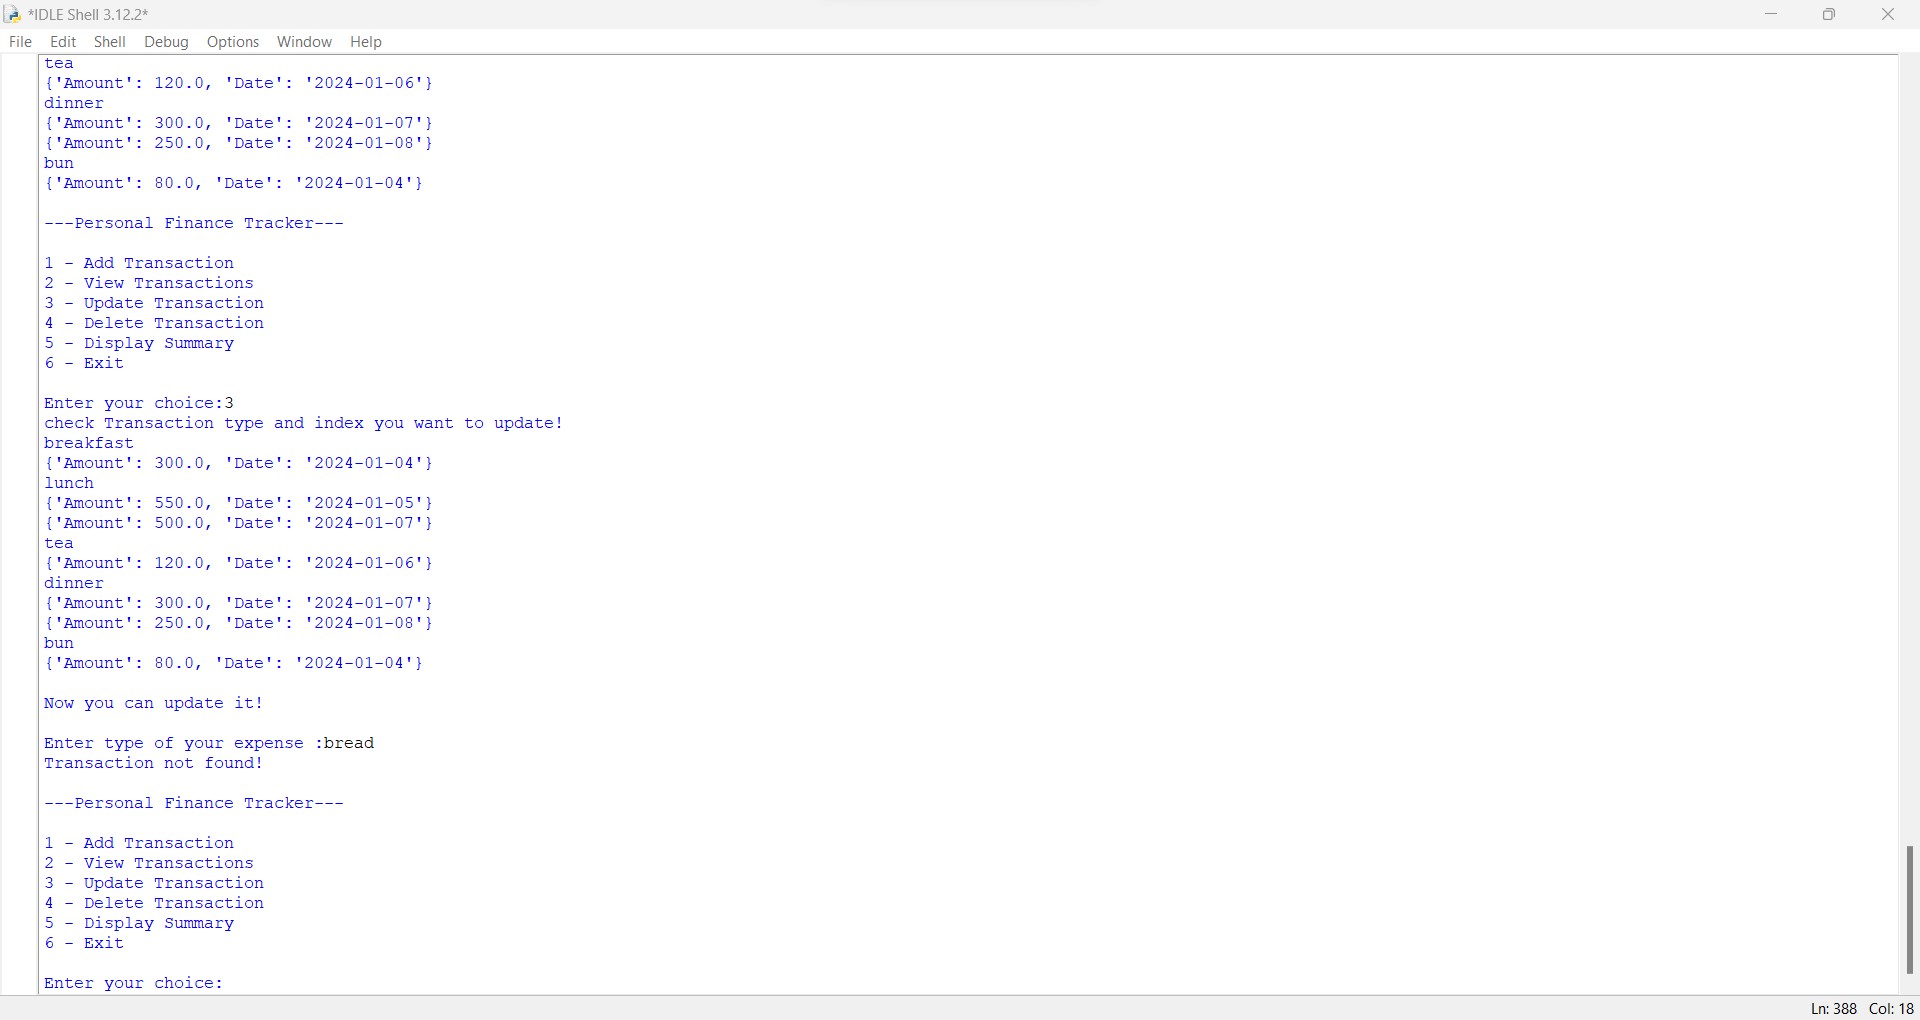 *IDLE Shell 3.12.2*
File Edit Shell Debug Options Window Help
tea
{'Amount': 120.0, 'Date': '2024-01-06'}
dinner
{'Amount': 300.0, 'Date': '2024-01-07'}
{'Amount': 250.0, 'Date': '2024-01-08'}
bun
{'Amount': 80.0, 'Date': '2024-01-04'}
---Personal Finance Tracker---
1 - Add Transaction
2 - View Transactions
3 - Update Transaction
4 - Delete Transaction
5 - Display Summary
6 - Exit
Enter your choice:3
check Transaction type and index you want to update!
breakfast
{'Amount': 300.0, 'Date': '2024-01-04'}
lunch
{'Amount': 550.0, 'Date': '2024-01-05'}
{'Amount': 500.0, 'Date': '2024-01-07'}
tea
{'Amount': 120.0, 'Date': '2024-01-06'}
dinner
{'Amount': 300.0, 'Date': '2024-01-07'}
{'Amount': 250.0, 'Date': '2024-01-08'}
bun
{'Amount': 80.0, 'Date': '2024-01-04'}
Now you can update it!
Enter type of your expense :bread
Transaction not found!
---Personal Finance Tracker---
1 - Add Transaction
2 - View Transactions
3 - Update Transaction
4 - Delete Transaction
5 - Display Summary
6 - Exit
Enter your choice:
Ln: 388 Col: 18